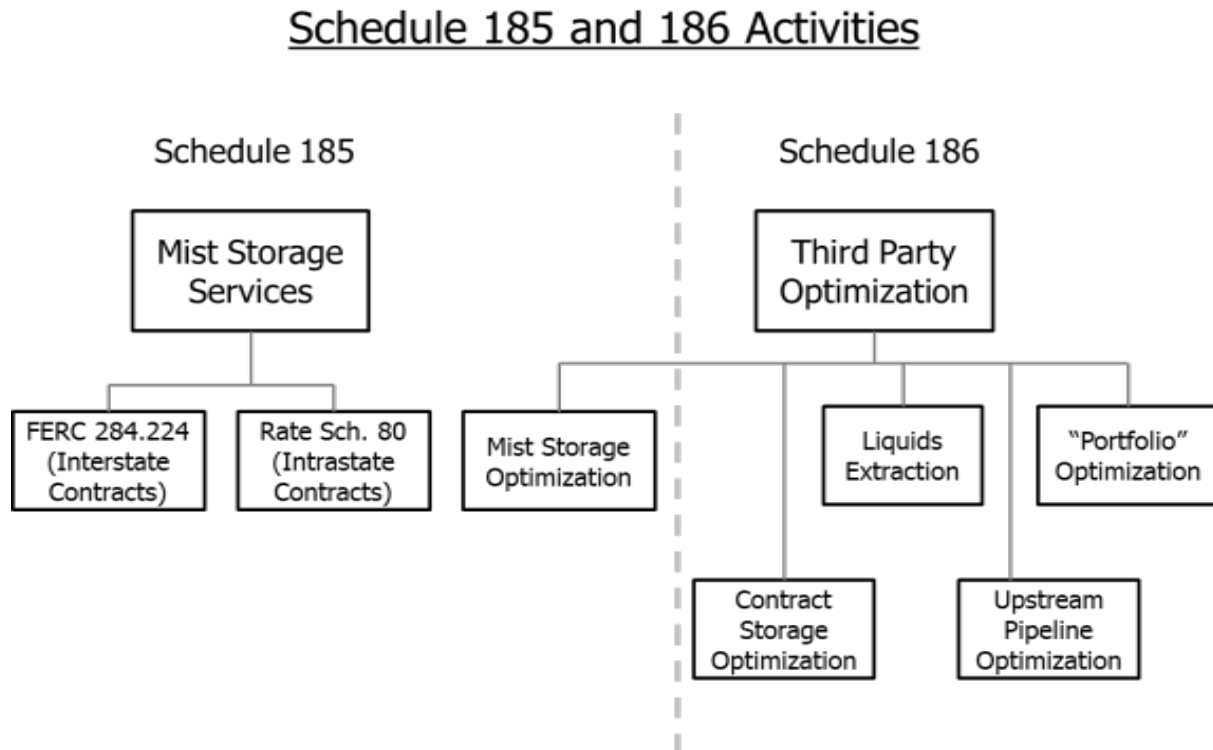 Schedule 185 and 186 Activities
Schedule 185
Schedule 186
Mist Storage
Services
Third Party
Optimization
FERC 284.224
(Interstate
Contracts)
Rate Sch. 80
(Intrastate
Contracts)
Mist Storage
Optimization
Liquids
Extraction
“Portfolio”
Optimization
Contract
Storage
Optimization
Upstream
Pipeline
Optimization